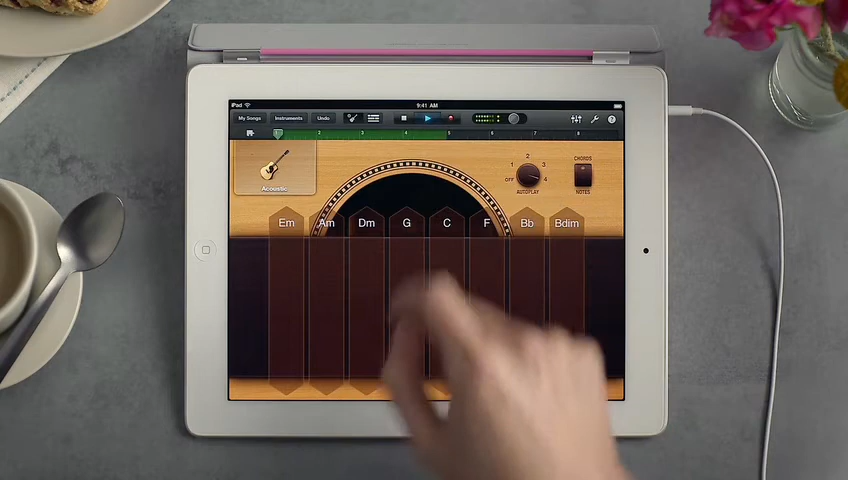 iPad 9:41 AM
My Songs Instruments Undo
1 2 3 4 5 6 7 8
Acoustic
OFF 1 2 3 4
AUTOPLAY
CHORDS
NOTES
Em Am Dm G C F Bb Bdim